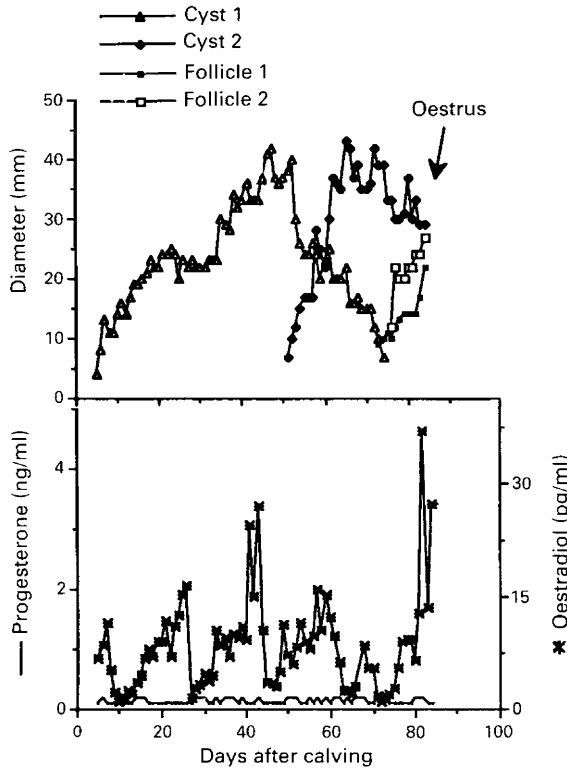 Cyst 1
Cyst 2
Follicle 1
Follicle 2
Oestrus
50
40
30
20
10
0
Diameter (mm)
4
2
0
Progesterone (ng/ml)
30
15
0
Oestradiol (pg/ml)
0
20
40
60
80
100
Days after calving